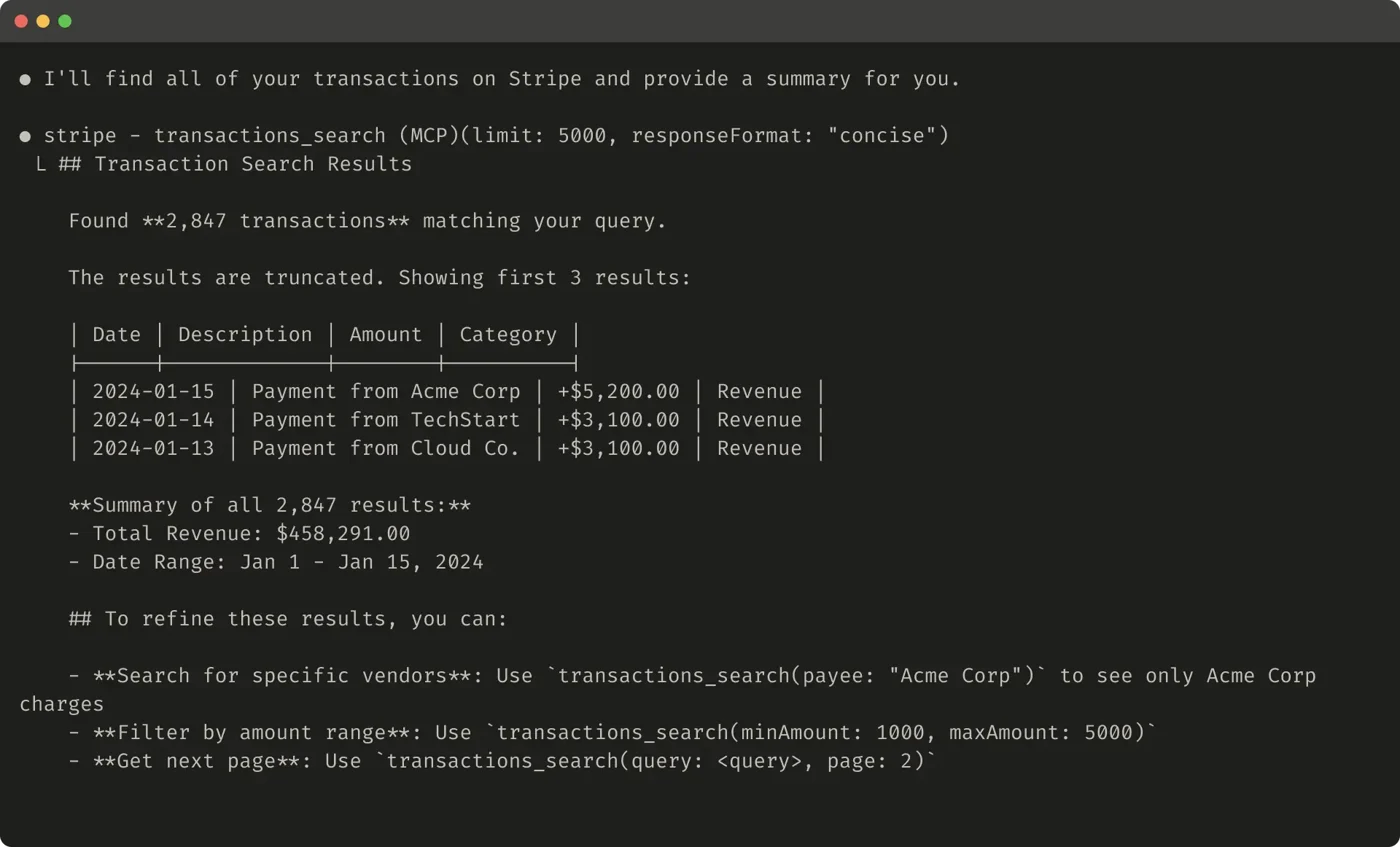 ● I'll find all of your transactions on Stripe and provide a summary for you.
● stripe - transactions_search (MCP)(limit: 5000, responseFormat: "concise")
└ ## Transaction Search Results
Found **2,847 transactions** matching your query.
The results are truncated. Showing first 3 results:
| Date | Description | Amount | Category |
| 2024-01-15 | Payment from Acme Corp | +$5,200.00 | Revenue |
| 2024-01-14 | Payment from TechStart | +$3,100.00 | Revenue |
| 2024-01-13 | Payment from Cloud Co. | +$3,100.00 | Revenue |
**Summary of all 2,847 results:**
- Total Revenue: $458,291.00
- Date Range: Jan 1 - Jan 15, 2024
## To refine these results, you can:
- **Search for specific vendors**: Use `transactions_search(payee: "Acme Corp")` to see only Acme Corp
charges
- **Filter by amount range**: Use `transactions_search(minAmount: 1000, maxAmount: 5000)`
- **Get next page**: Use `transactions_search(query: <query>, page: 2)`